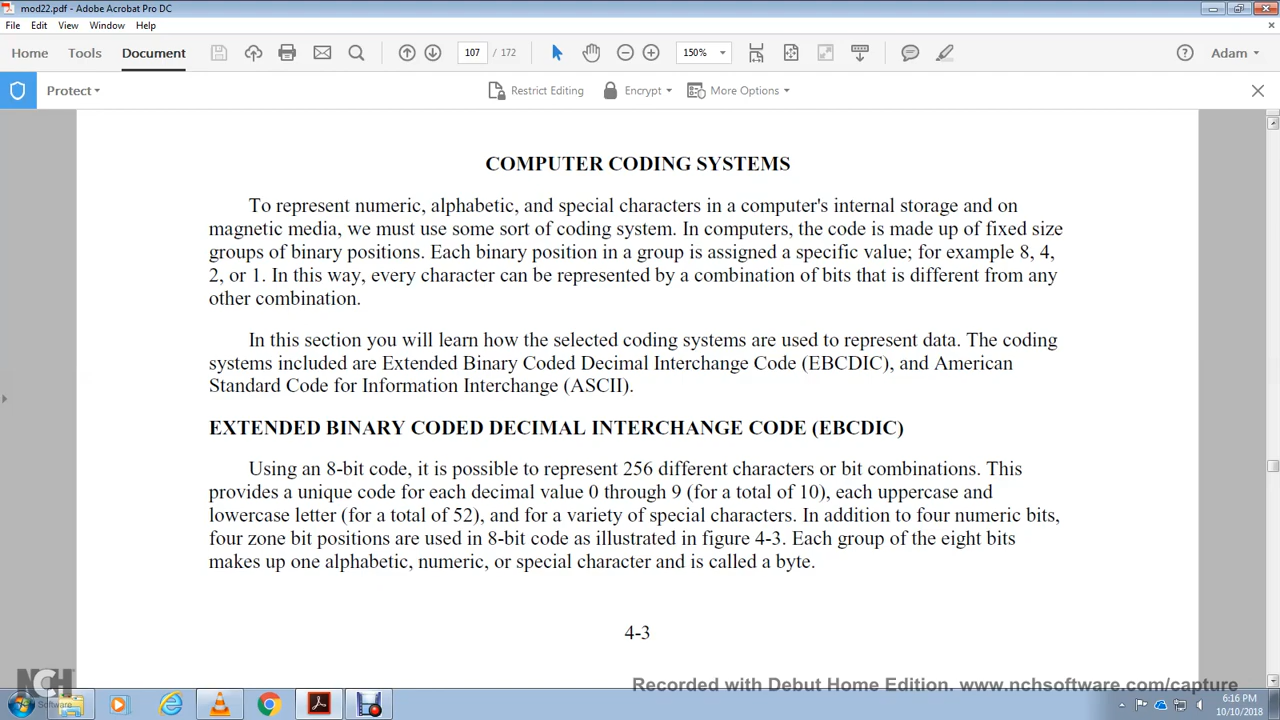 mod22.pdf - Adobe Acrobat Pro DC
File Edit View Window Help
Home Tools Document 107 / 172 150% Adam
Protect Restrict Editing Encrypt More Options
COMPUTER CODING SYSTEMS
To represent numeric, alphabetic, and special characters in a computer's internal storage and on
magnetic media, we must use some sort of coding system. In computers, the code is made up of fixed size
groups of binary positions. Each binary position in a group is assigned a specific value; for example 8, 4,
2, or 1. In this way, every character can be represented by a combination of bits that is different from any
other combination.
In this section you will learn how the selected coding systems are used to represent data. The coding
systems included are Extended Binary Coded Decimal Interchange Code (EBCDIC), and American
Standard Code for Information Interchange (ASCII).
EXTENDED BINARY CODED DECIMAL INTERCHANGE CODE (EBCDIC)
Using an 8-bit code, it is possible to represent 256 different characters or bit combinations. This
provides a unique code for each decimal value 0 through 9 (for a total of 10), each uppercase and
lowercase letter (for a total of 52), and for a variety of special characters. In addition to four numeric bits,
four zone bit positions are used in 8-bit code as illustrated in figure 4-3. Each group of the eight bits
makes up one alphabetic, numeric, or special character and is called a byte.
4-3
NCH
Software
Recorded with Debut Home Edition. www.nchsoftware.com/capture
6:16 PM
10/10/2018